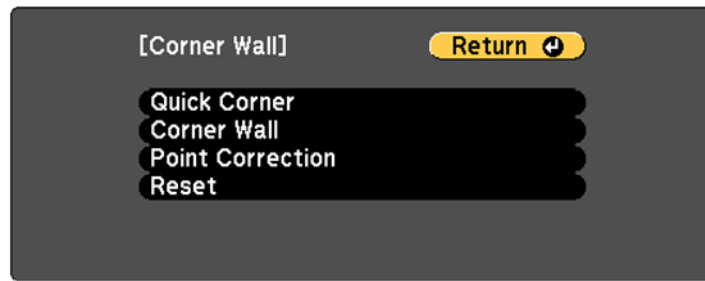 [Corner Wall] Return
Quick Corner
Corner Wall
Point Correction
Reset